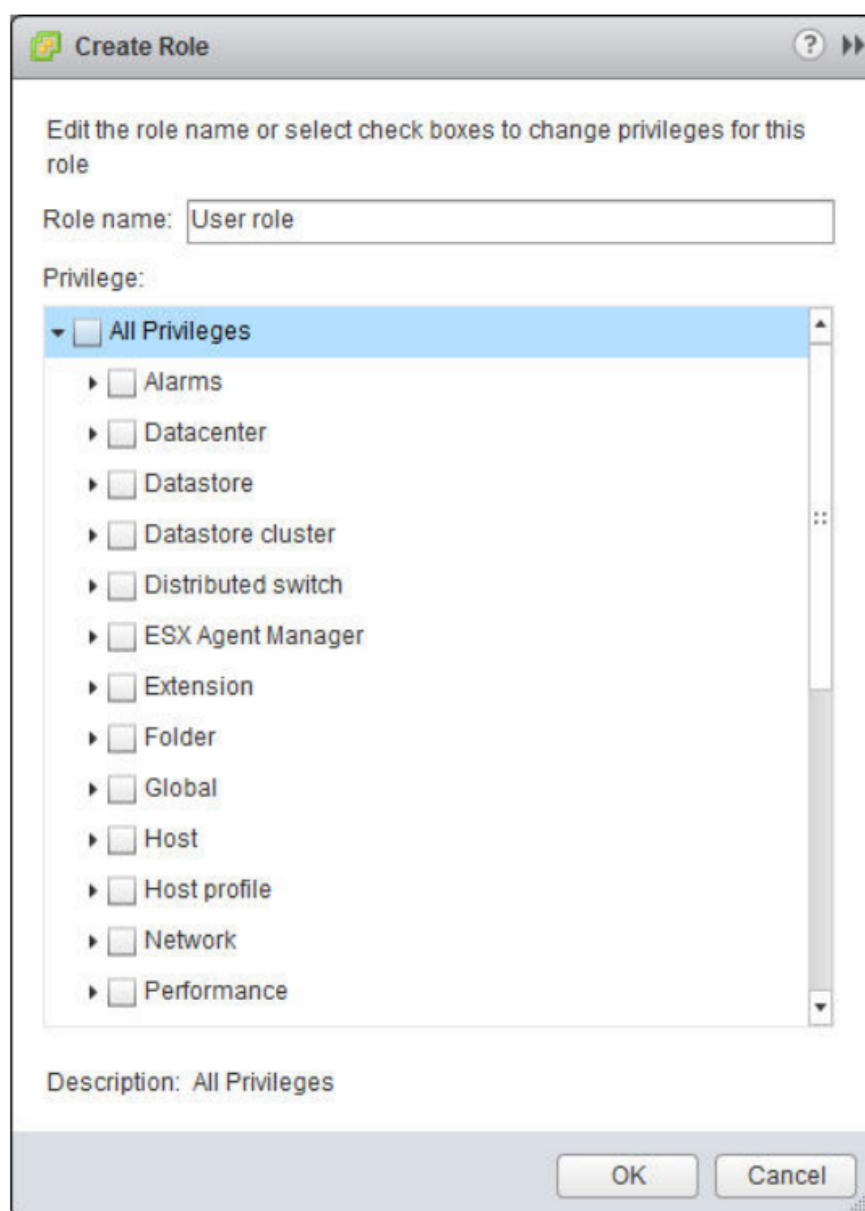 Create Role
?
Edit the role name or select check boxes to change privileges for this
role
Role name: User role
Privilege:
All Privileges
Alarms
Datacenter
Datastore
Datastore cluster
Distributed switch
ESX Agent Manager
Extension
Folder
Global
Host
Host profile
Network
Performance
Description: All Privileges
OK Cancel